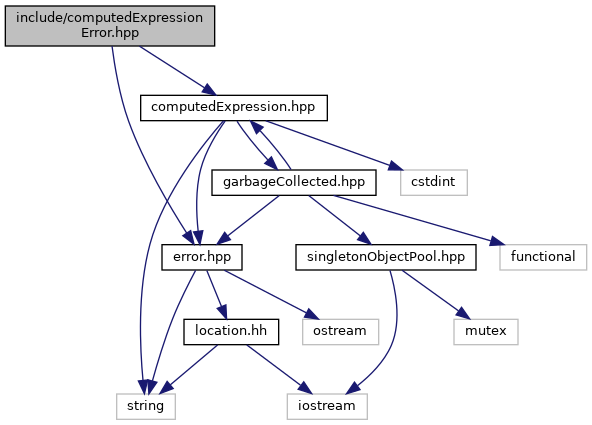 include/computedExpression
Error.hpp
computedExpression.hpp
garbageCollected.hpp
cstdint
error.hpp
singletonObjectPool.hpp
functional
location.hh
ostream
mutex
string
iostream